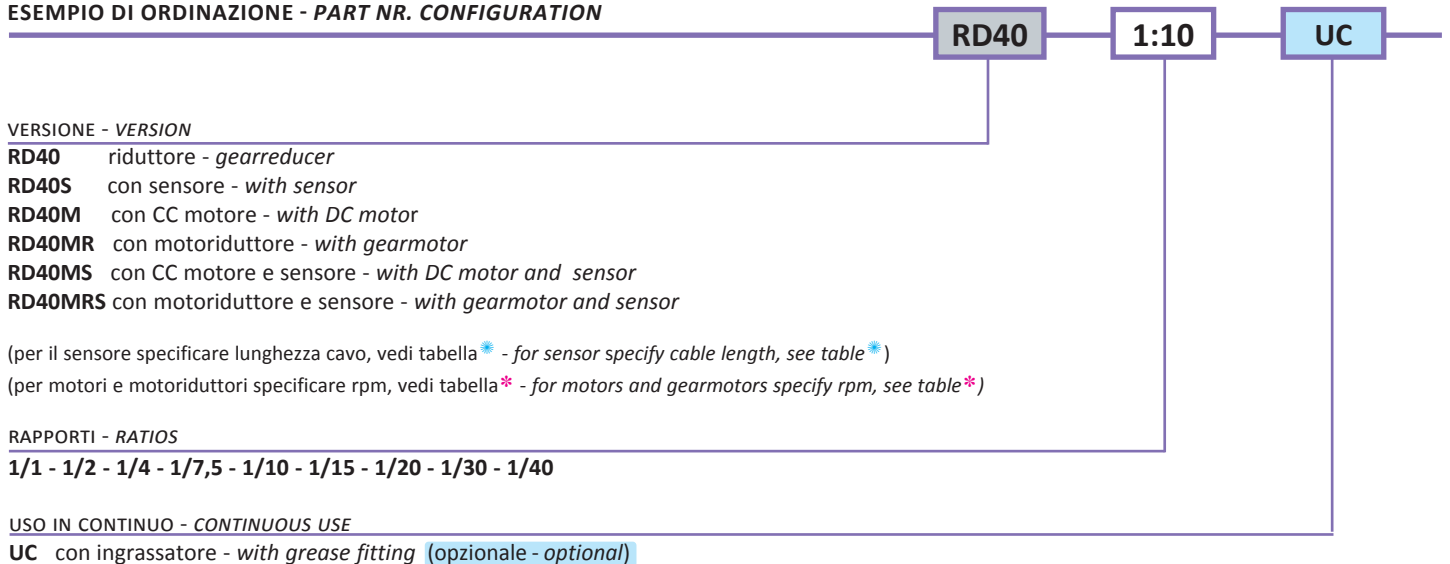 ESEMPIO DI ORDINAZIONE - PART NR. CONFIGURATION
RD40 1:10 UC
VERSIONE - VERSION
RD40 riduttore - gearreducer
RD40S con sensore - with sensor
RD40M con CC motore - with DC motor
RD40MR con motoriduttore - with gearmotor
RD40MS con CC motore e sensore - with DC motor and sensor
RD40MRS con motoriduttore e sensore - with gearmotor and sensor
(per il sensore specificare lunghezza cavo, vedi tabella* - for sensor specify cable length, see table*)
(per motori e motoriduttori specificare rpm, vedi tabella* - for motors and gearmotors specify rpm, see table*)
RAPPORTI - RATIOS
1/1 - 1/2 - 1/4 - 1/7,5 - 1/10 - 1/15 - 1/20 - 1/30 - 1/40
USO IN CONTINUO - CONTINUOUS USE
UC con ingrassatore - with grease fitting (opzionale - optional)